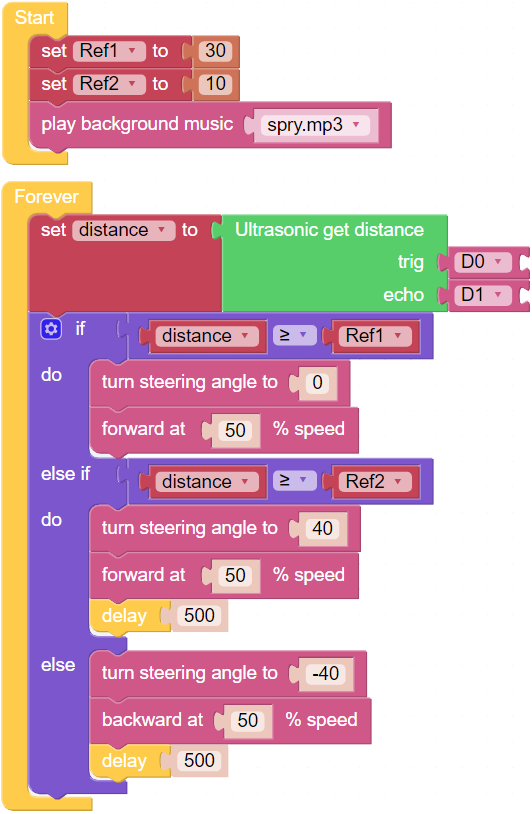 Start
set Ref1 to 30
set Ref2 to 10
play background music spry.mp3
Forever
set distance to Ultrasonic get distance
trig D0
echo D1
if distance ≥ Ref1
do turn steering angle to 0
forward at 50 % speed
else if distance ≥ Ref2
do turn steering angle to 40
forward at 50 % speed
delay 500
else turn steering angle to -40
backward at 50 % speed
delay 500